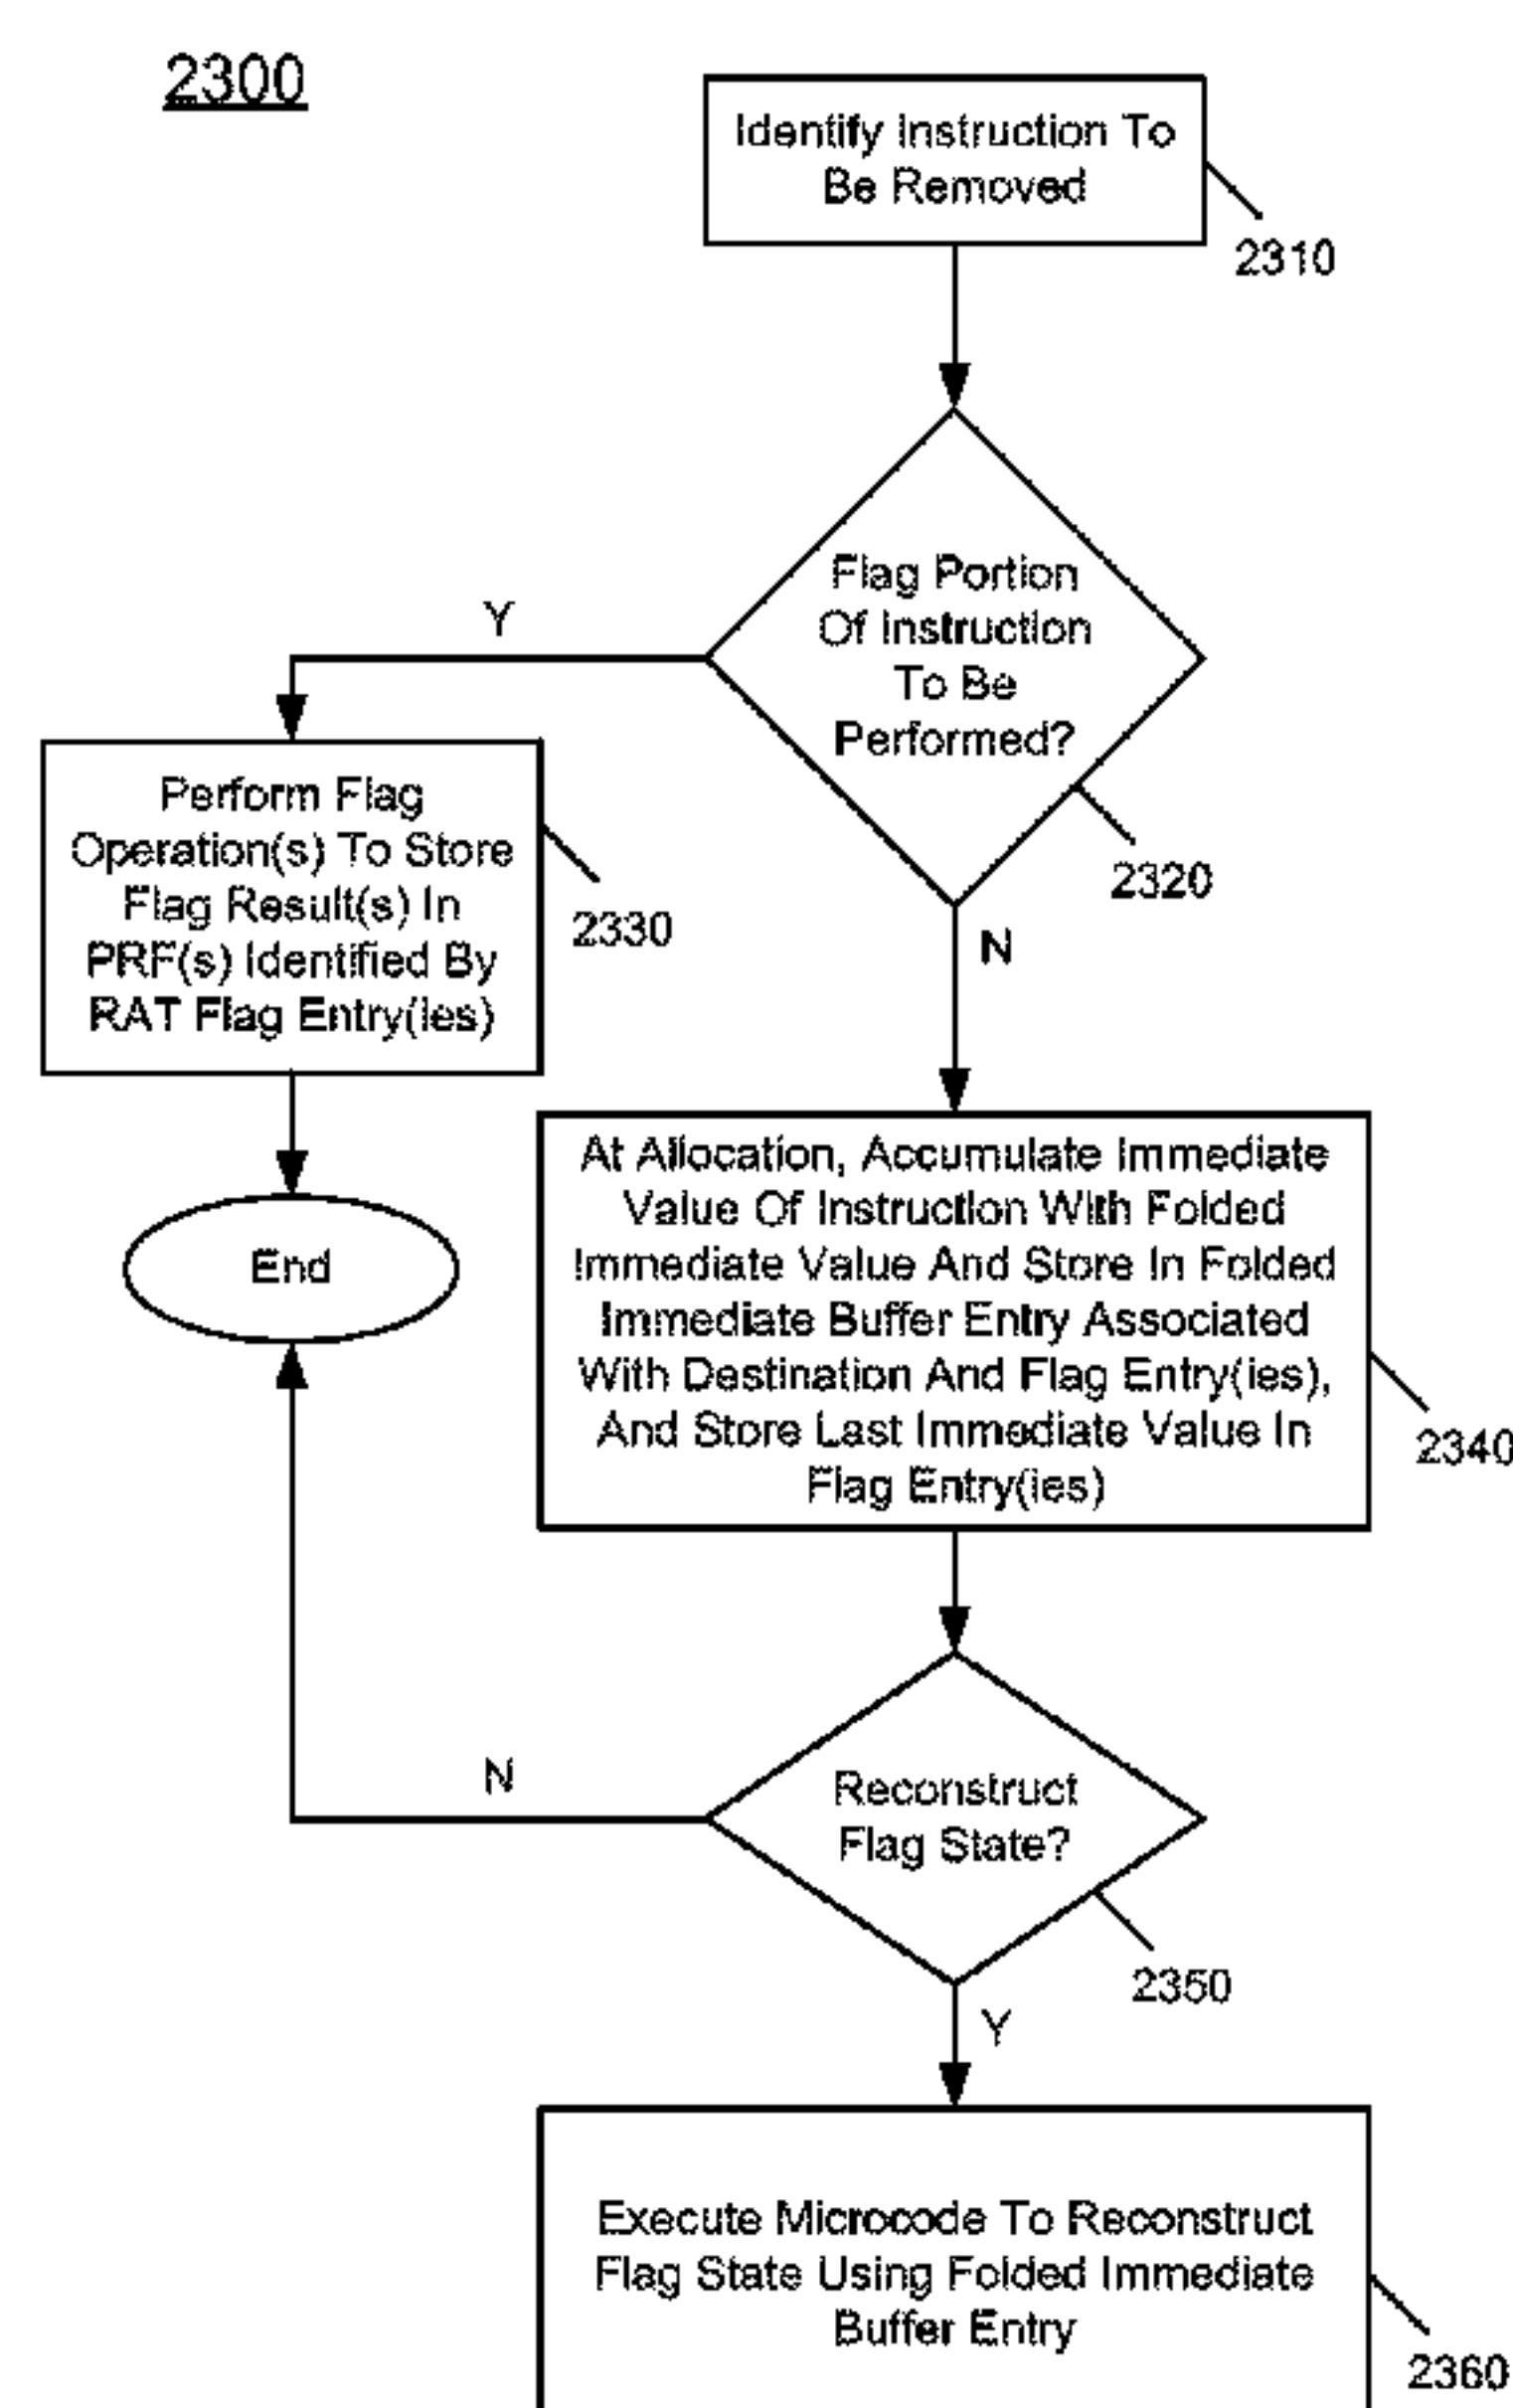 2300
Identify Instruction To
Be Removed
2310
Flag Portion
Of Instruction
To Be
Performed?
2320
Y
N
Perform Flag
Operation(s) To Store
Flag Result(s) In
PRF(s) Identified By
RAT Flag Entry(ies)
2330
End
At Allocation, Accumulate Immediate
Value Of Instruction With Folded
Immediate Value And Store In Folded
Immediate Buffer Entry Associated
With Destination And Flag Entry(ies),
And Store Last Immediate Value In
Flag Entry(ies)
2340
Reconstruct
Flag State?
2350
N
Y
Execute Microcode To Reconstruct
Flag State Using Folded Immediate
Buffer Entry
2360